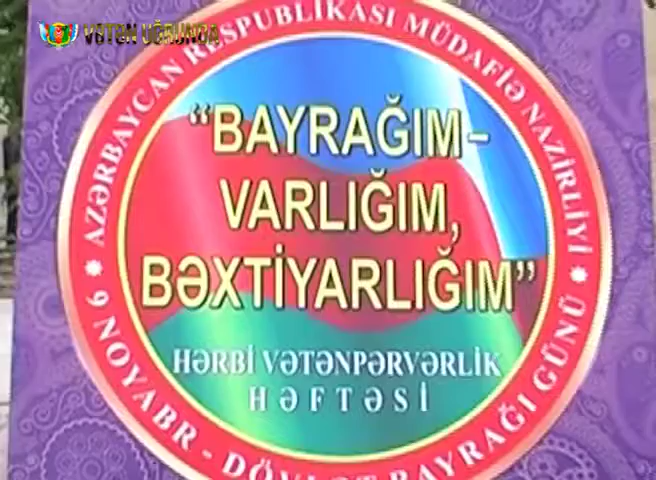 VƏTƏN UĞRUNDA
AZƏRBAYCAN RESPUBLİKASI MÜDAFİƏ NAZİRLİYİ
“BAYRAĞIM–
VARLIĞIM,
BƏXTİYARLIĞIM”
HƏRBİ VƏTƏNPƏRVƏRLİK
HƏFTƏSİ
9 NOYABR - DÖVLƏT BAYRAĞI GÜNÜ